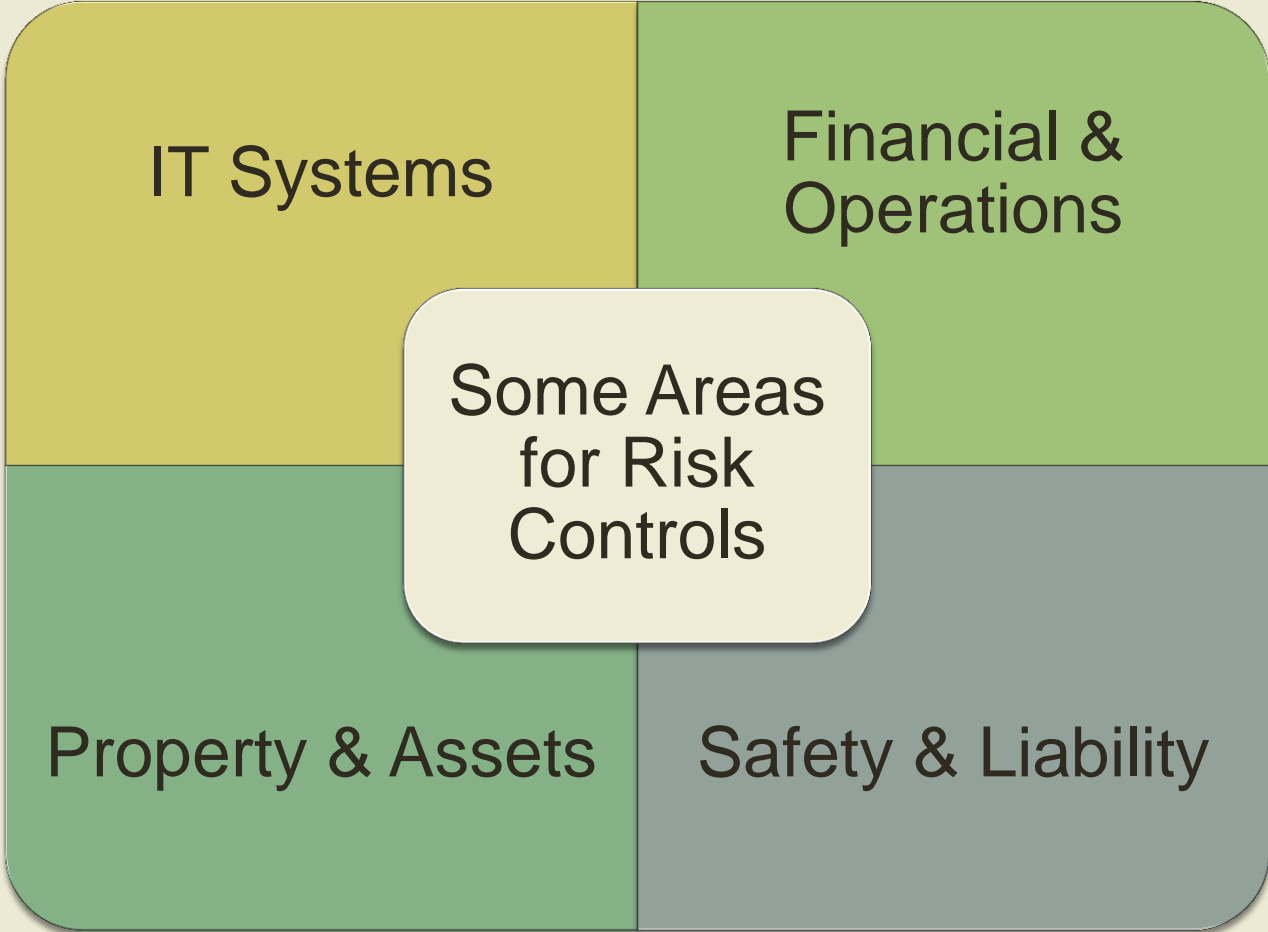 IT Systems
Financial &
Operations
Some Areas
for Risk
Controls
Property & Assets
Safety & Liability